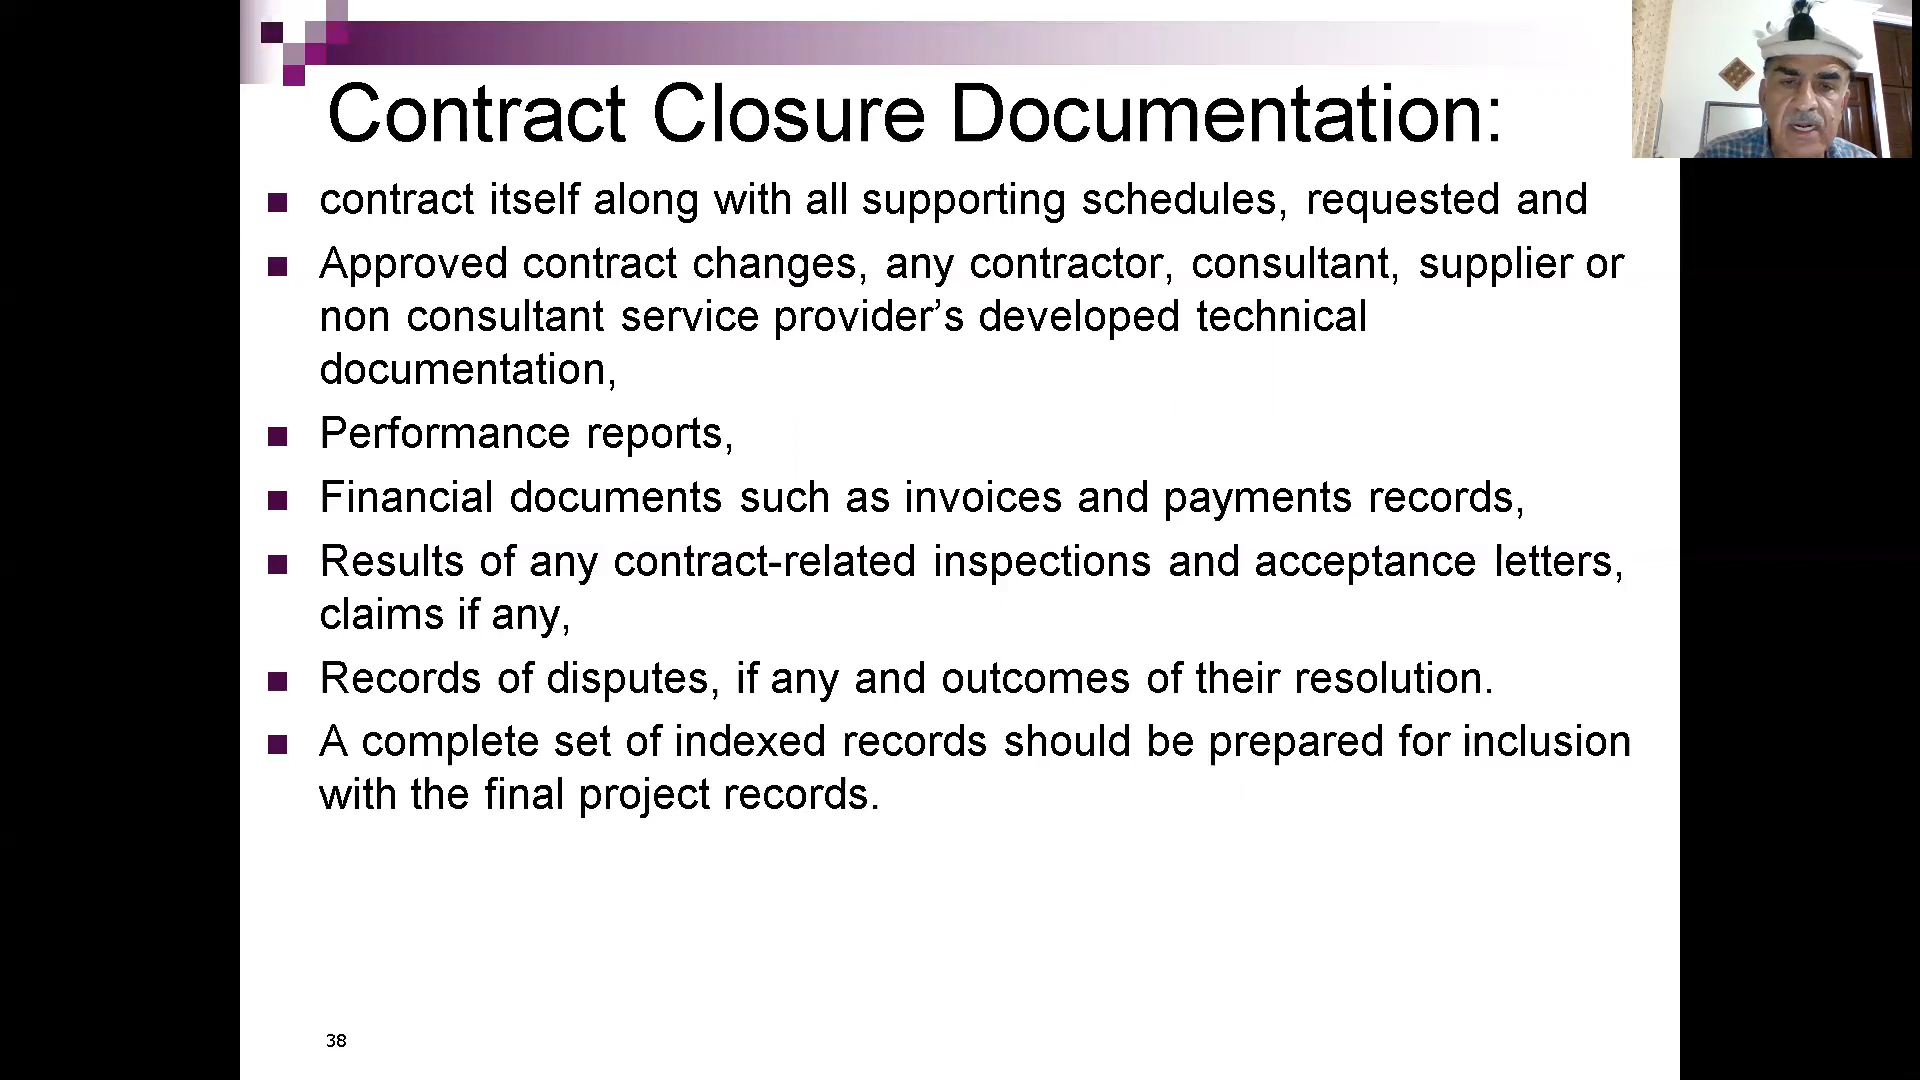 Contract Closure Documentation:
contract itself along with all supporting schedules, requested and
Approved contract changes, any contractor, consultant, supplier or
non consultant service provider’s developed technical
documentation,
Performance reports,
Financial documents such as invoices and payments records,
Results of any contract-related inspections and acceptance letters,
claims if any,
Records of disputes, if any and outcomes of their resolution.
A complete set of indexed records should be prepared for inclusion
with the final project records.
38